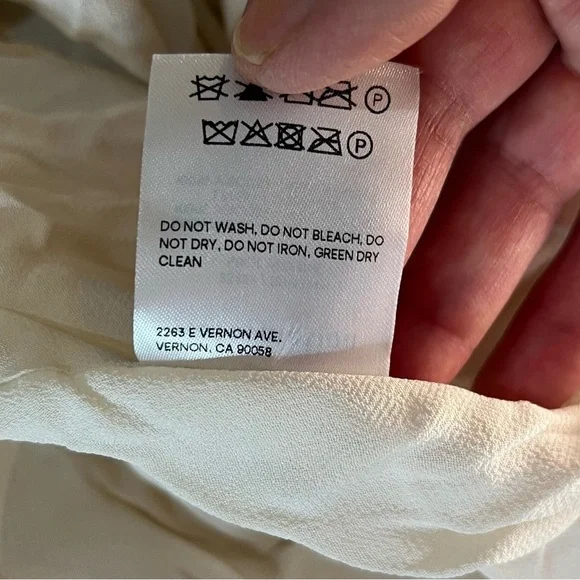 P
P
DO NOT WASH, DO NOT BLEACH, DO
NOT DRY, DO NOT IRON, GREEN DRY
CLEAN
2263 E VERNON AVE.
VERNON, CA 90058